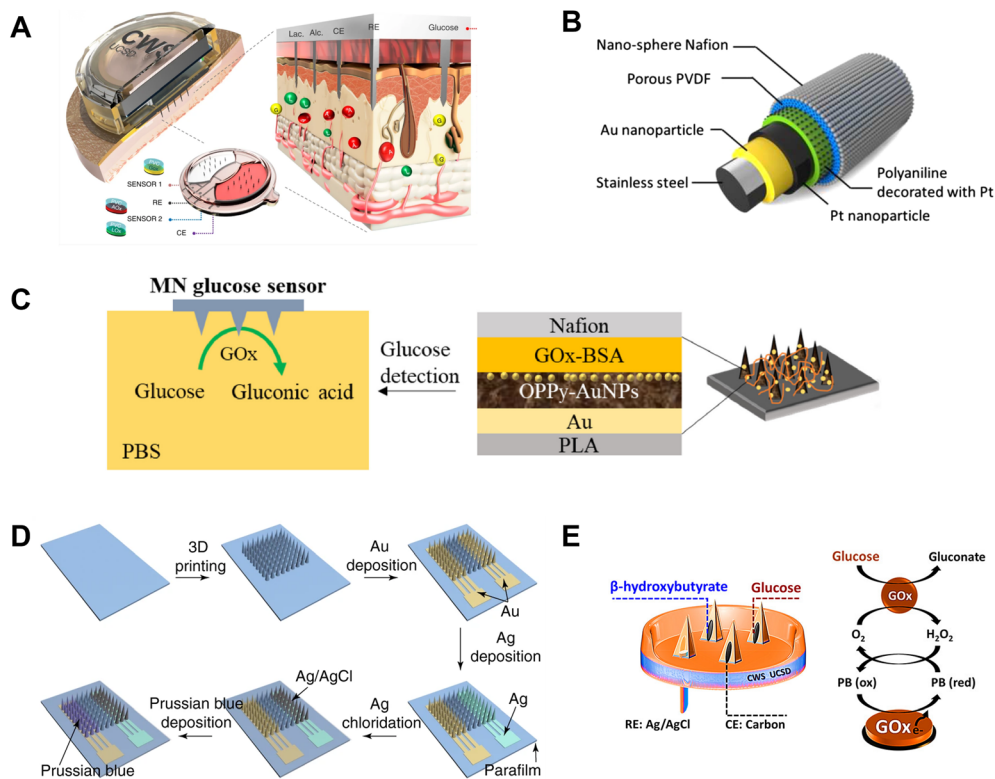 A
CWS
UCSD
Lac.
Alc.
CE
RE
Glucose
SENSOR 1
RE
AOx
SENSOR 2
LOx
CE
G
G
G
B
Nano-sphere Nafion
Porous PVDF
Au nanoparticle
Stainless steel
Polyaniline
decorated with Pt
Pt nanoparticle
C
MN glucose sensor
GOx
Glucose
Gluconic acid
PBS
Glucose
detection
Nafion
GOx-BSA
OPPy-AuNPs
Au
PLA
D
3D
printing
Au
deposition
Au
Ag
deposition
Ag
Parafilm
Ag
chloridation
Ag/AgCl
Prussian blue
deposition
Prussian blue
E
β-hydroxybutyrate
Glucose
CWS UCSD
RE: Ag/AgCl
CE: Carbon
Glucose
Gluconate
GOx
O₂
H₂O₂
PB (ox)
PB (red)
GOx
e-